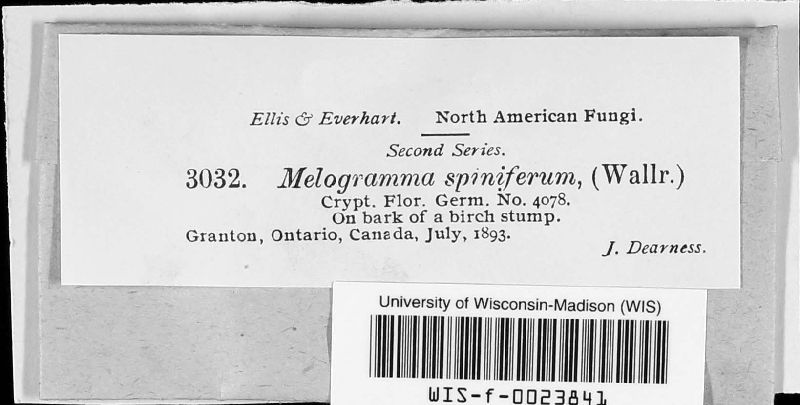 Ellis & Everhart. North American Fungi.
Second Series.
3032. Melogramma spiniferum, (Wallr.)
Crypt. Flor. Germ. No. 4078.
On bark of a birch stump.
Granton, Ontario, Canada, July, 1893.
J. Dearness.
University of Wisconsin-Madison (WIS)
WIS-f-0023841